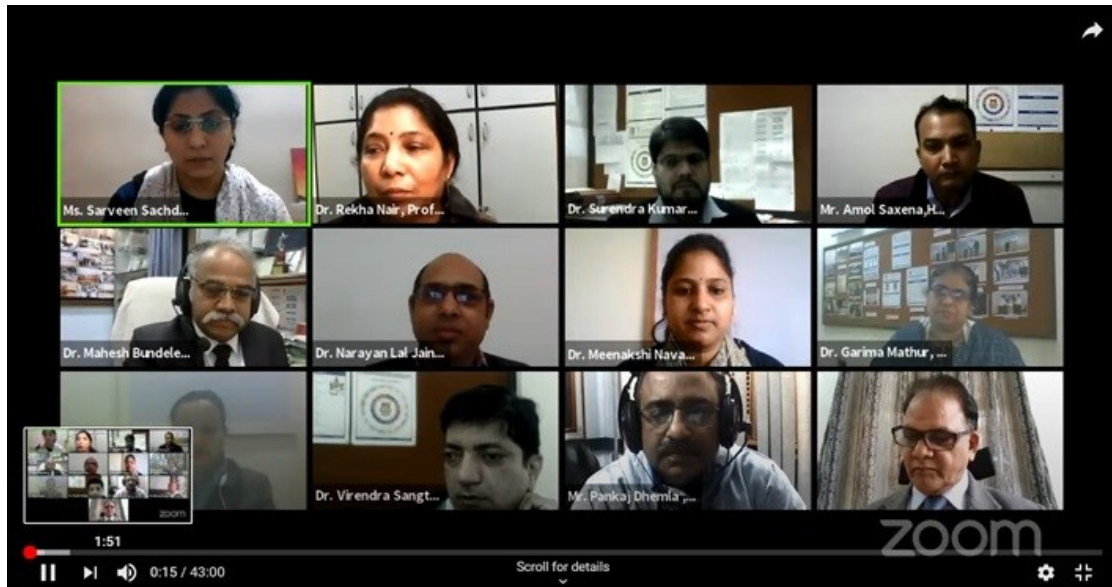 Ms. Sarveen Sachd...
Dr. Rekha Nair, Prof...
Dr. Surendra Kumar...
Mr. Amol Saxena,H...
Dr. Mahesh Bundele...
Dr. Narayan Lal Jain...
Dr. Meenakshi Nava...
Dr. Garima Mathur, ...
Dr. Virendra Sangt...
Mr. Pankaj Dhemla ,...
zoom
zoom
1:51
0:15 / 43:00
Scroll for details